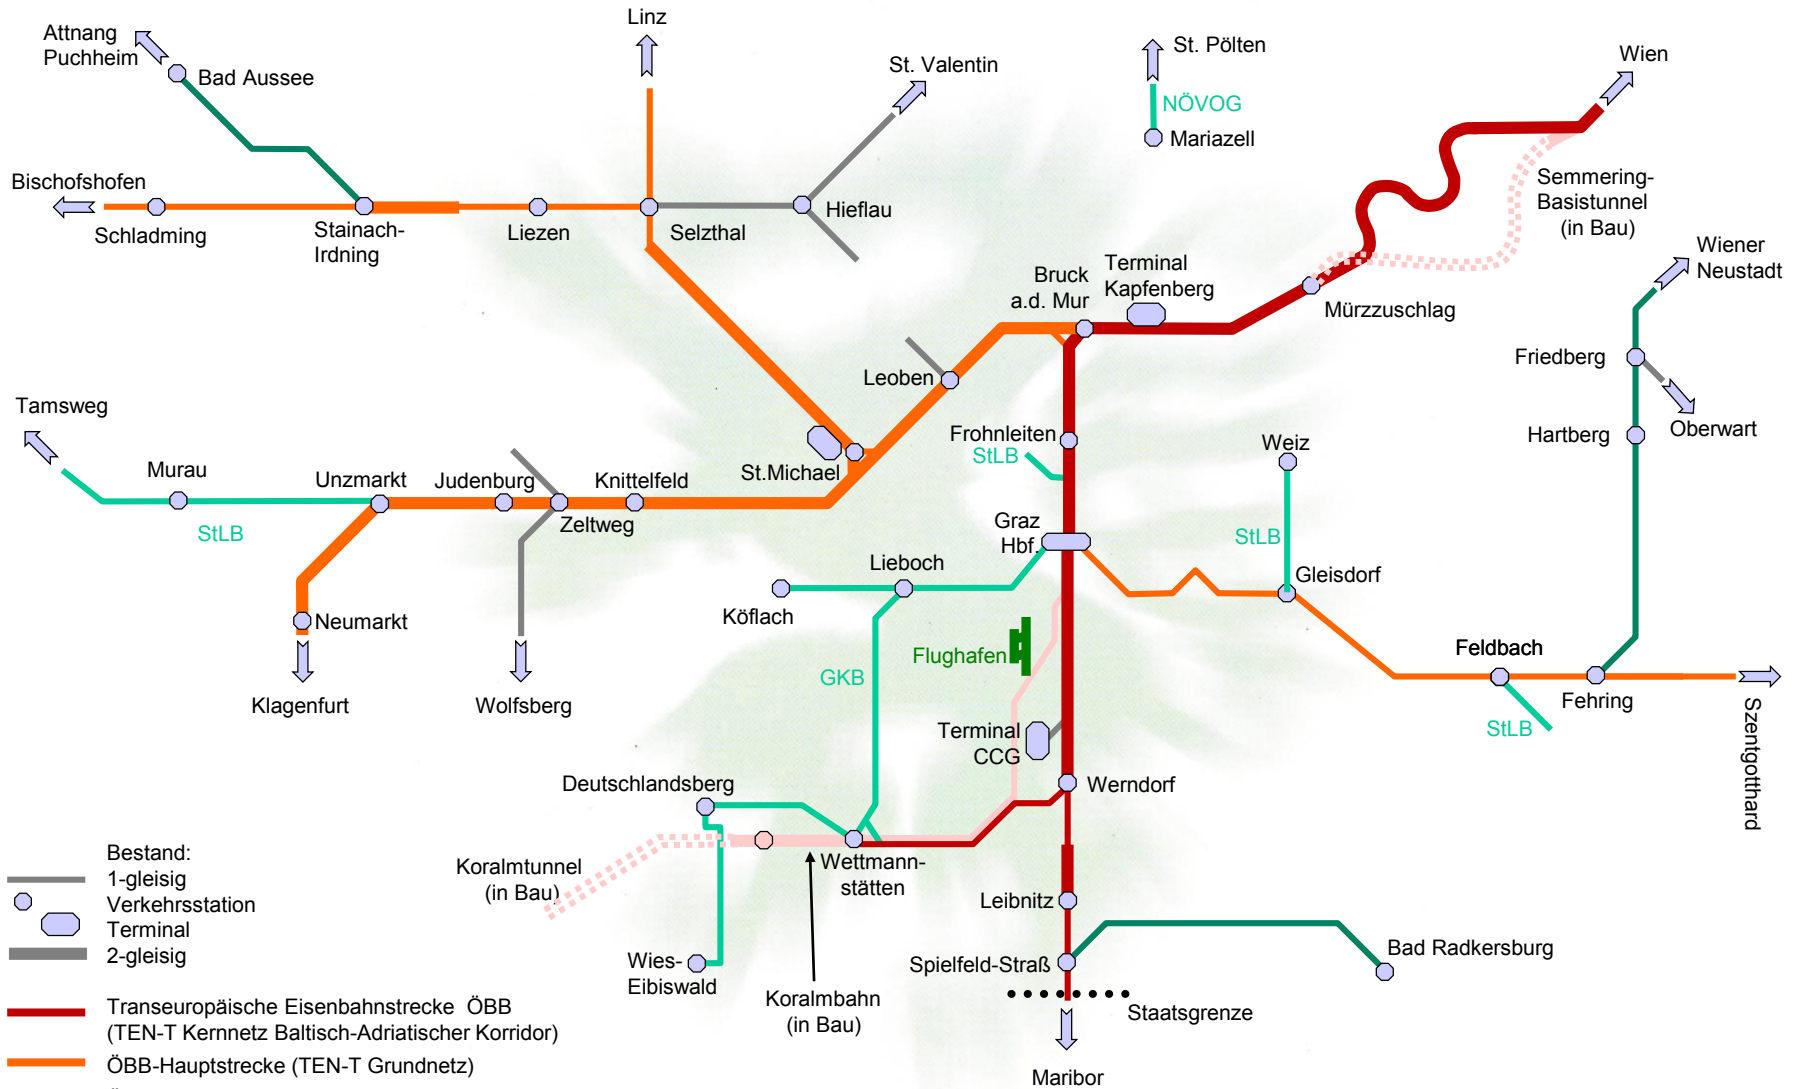 Attnang
Puchheim
Bad Aussee
Linz
St. Valentin
St. Pölten
NÖVOG
Mariazell
Wien
Semmering-
Basistunnel
(in Bau)
Bischofshofen
Schladming
Stainach-
Irdning
Liezen
Selzthal
Hieflau
Bruck
a.d. Mur
Terminal
Kapfenberg
Mürzzuschlag
Wiener
Neustadt
Friedberg
Oberwart
Hartberg
Tamsweg
Murau
StLB
Unzmarkt
Judenburg
Zeltweg
Knittelfeld
St.Michael
Leoben
Frohnleiten
StLB
Weiz
StLB
Graz
Hbf.
Gleisdorf
Lieboch
Köflach
Neumarkt
Klagenfurt
Wolfsberg
GKB
Flughafen
Feldbach
StLB
Fehring
Szentgotthard
Terminal
CCG
Werndorf
Deutschlandsberg
Koralmtunnel
(in Bau)
Wettmann-
stätten
Leibnitz
Wies-
Eibiswald
Koralmbahn
(in Bau)
Spielfeld-Straß
Bad Radkersburg
Staatsgrenze
Maribor
Bestand:
1-gleisig
Verkehrsstation
Terminal
2-gleisig
Transeuropäische Eisenbahnstrecke ÖBB
(TEN-T Kernnetz Baltisch-Adriatischer Korridor)
ÖBB-Hauptstrecke (TEN-T Grundnetz)